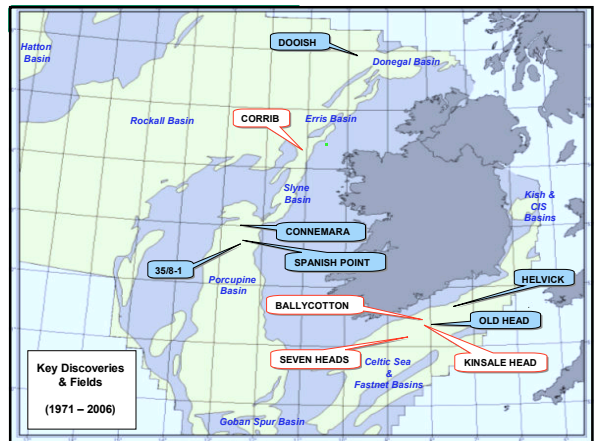 Hatton
Basin
DOOISH
Donegal Basin
Rockall Basin
CORRIB
Erris Basin
Slyne
Basin
Kish &
CIS
Basins
CONNEMARA
35/8-1
SPANISH POINT
Porcupine
Basin
HELVICK
BALLYCOTTON
OLD HEAD
SEVEN HEADS
KINSALE HEAD
Celtic Sea
&
Fastnet Basins
Key Discoveries
& Fields
(1971 – 2006)
Goban Spur Basin